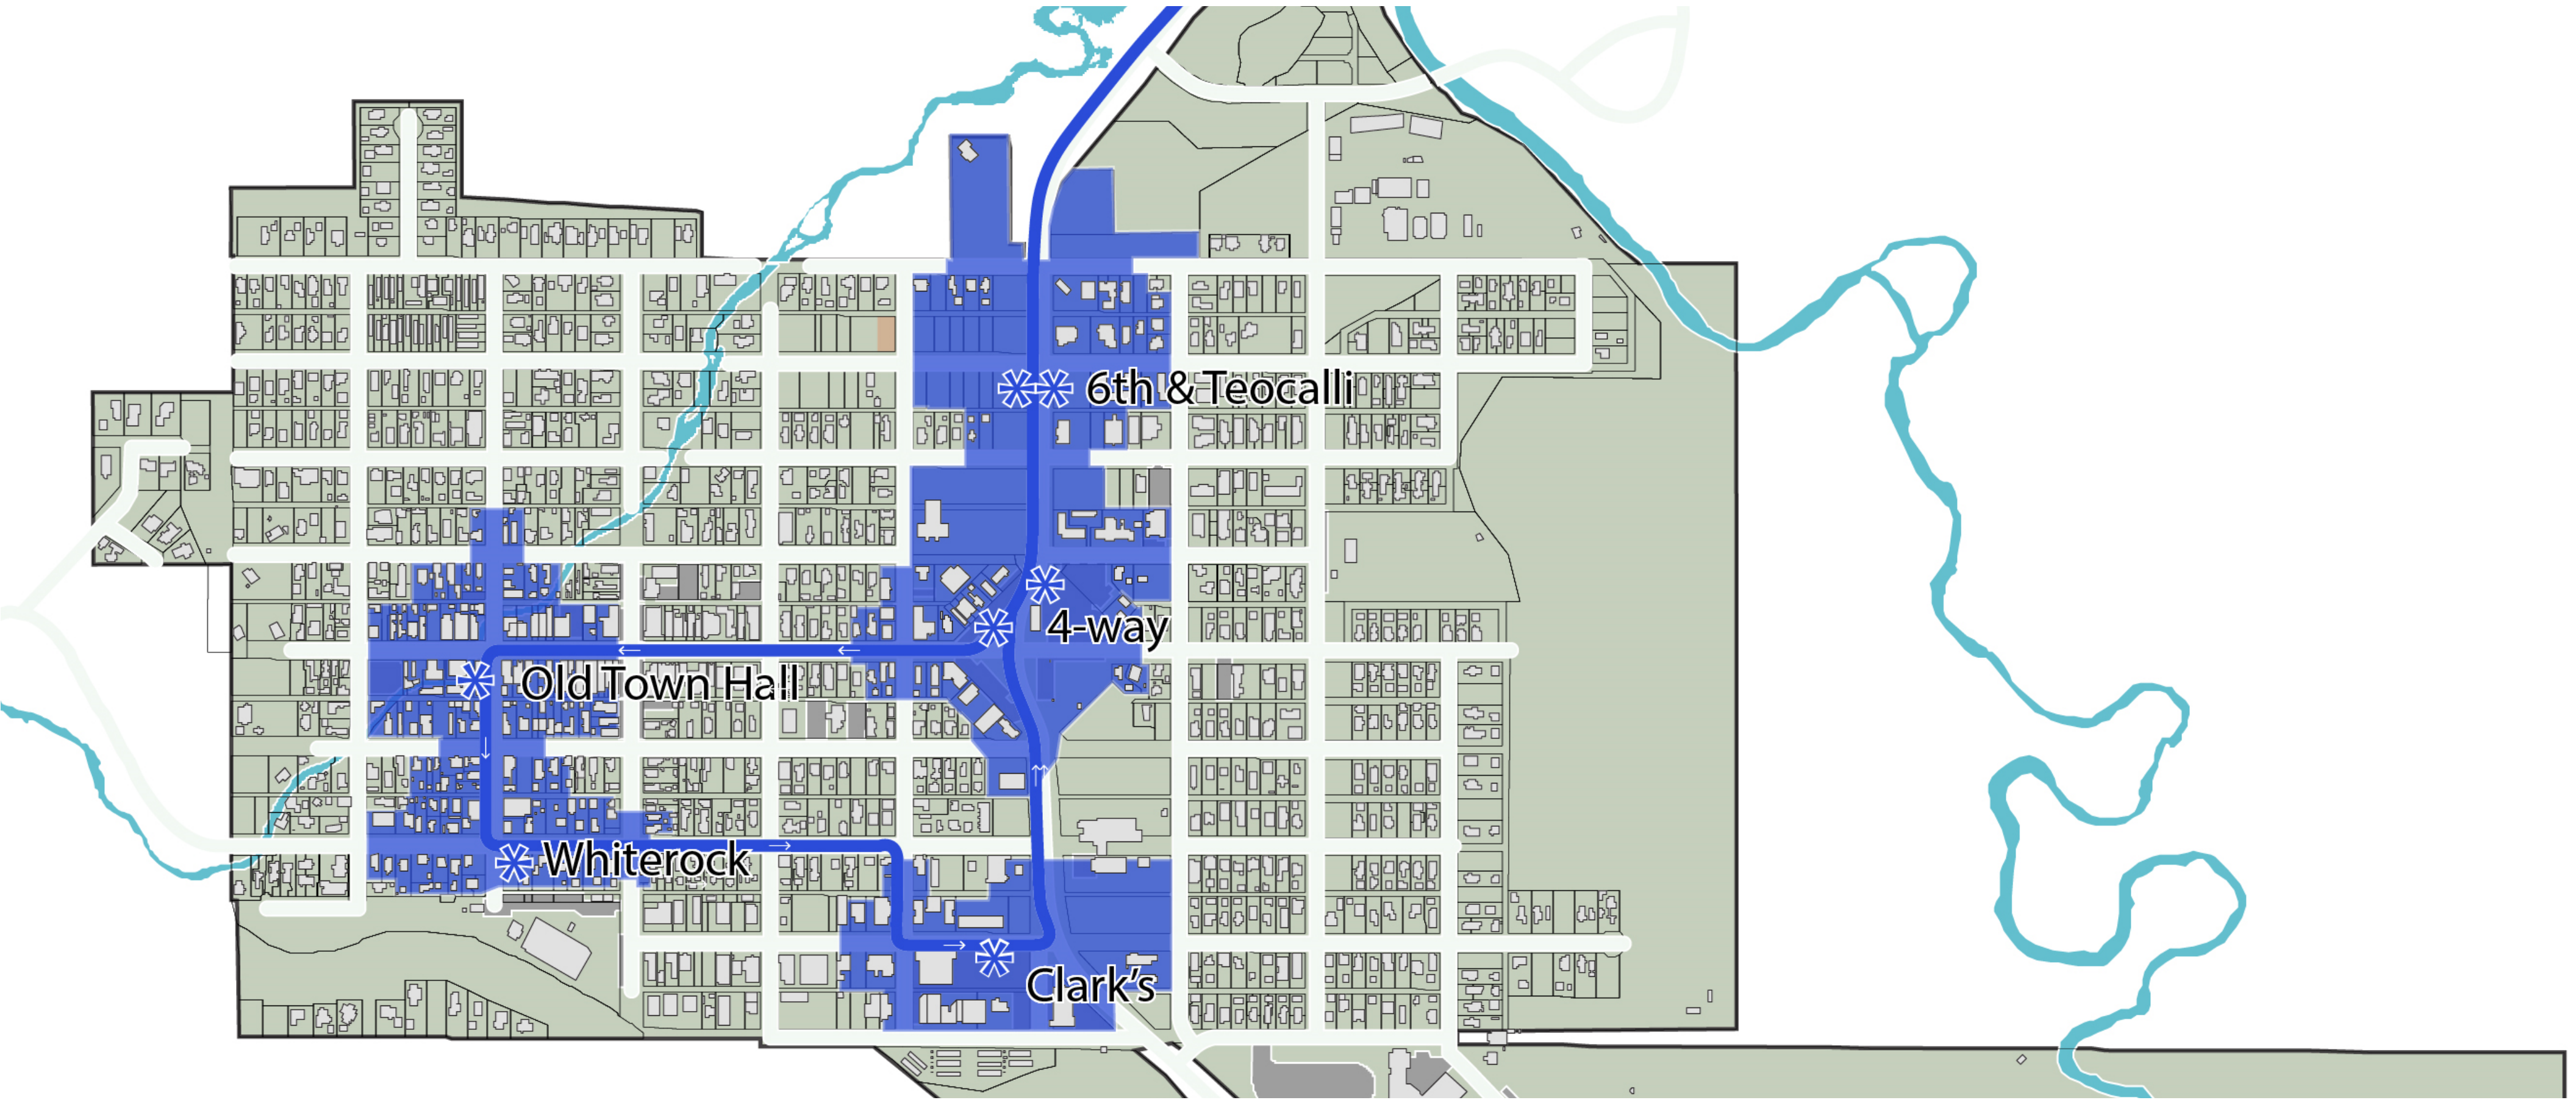 6th & Teocalli
4-way
Old Town Hall
Whiterock
Clark's